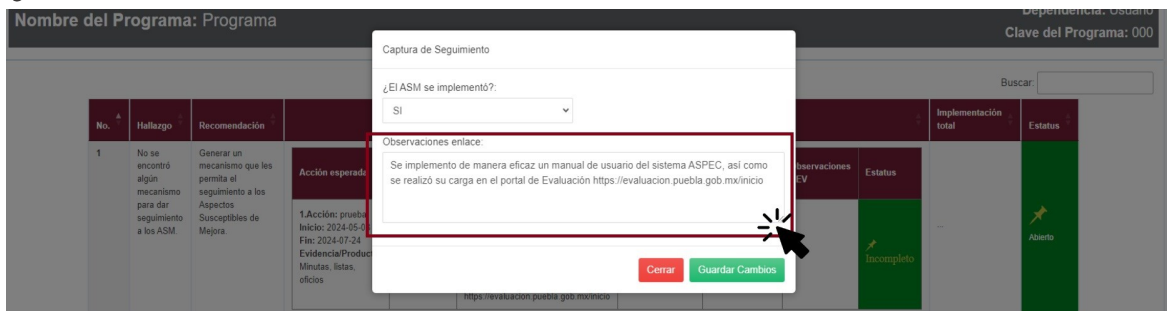 Nombre del Programa: Programa
Dependencia: Usuario
Clave del Programa: 000
Captura de Seguimiento
¿El ASM se implementó?:
SI
Observaciones enlace:
Se implemento de manera eficaz un manual de usuario del sistema ASPEC, así como
se realizó su carga en el portal de Evaluación https://evaluacion.puebla.gob.mx/inicio
Cerrar
Guardar Cambios
Buscar:
No.
Hallazgo
Recomendación
Implementación
total
Estatus
1
No se
encontró
algún
mecanismo
para dar
seguimiento
a los ASM.
Generar un
mecanismo que les
permita el
seguimiento a los
Aspectos
Susceptibles de
Mejora.
Acción esperada
1.Acción: prueba
Inicio: 2024-05-0
Fin: 2024-07-24
Evidencia/Produc
Minutas, listas,
oficios
https://evaluacion.puebla.gob.mx/inicio
bservaciones
EV
Estatus
Incompleto
...
Abierto